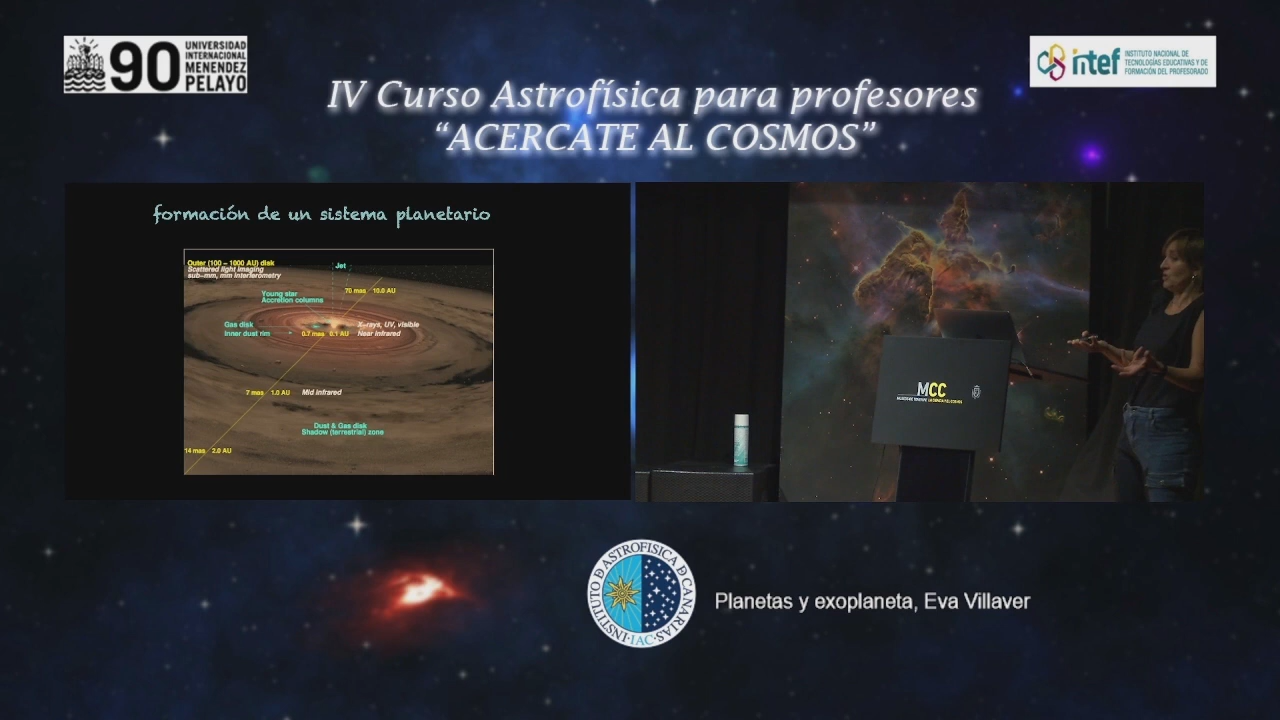 90 UNIVERSIDAD
INTERNACIONAL
MENENDEZ
PELAYO
intef
INSTITUTO NACIONAL DE
TECNOLOGÍAS EDUCATIVAS Y DE
FORMACIÓN DEL PROFESORADO
IV Curso Astrofísica para profesores
“ACERCATE AL COSMOS”
formación de un sistema planetario
Outer (100 – 1000 AU) disk
Scattered light imaging
sub-mm, mm interferometry
Jet
Young star
Accretion columns
70 mas 10.0 AU
Gas disk
Inner dust rim
0.7 mas 0.1 AU
X-rays, UV, visible
Near infrared
7 mas 1.0 AU
Mid infrared
Dust & Gas disk
Shadow (terrestrial) zone
14 mas 2.0 AU
MCC
INSTITUTO D ASTROFISICA D CANARIAS
·IAC·
Planetas y exoplaneta, Eva Villaver